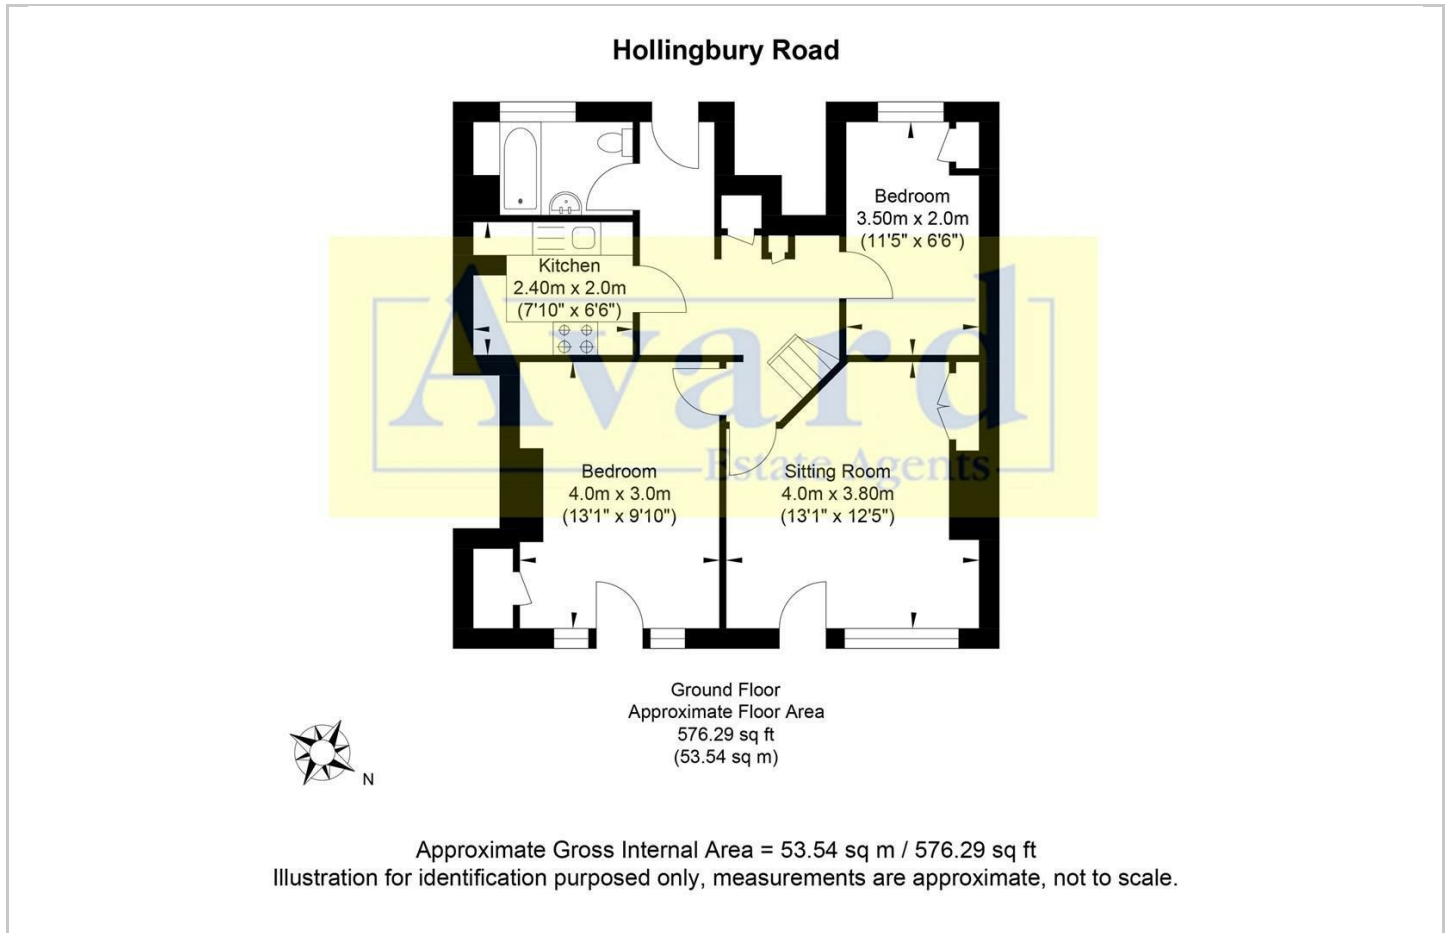 Hollingbury Road
Bedroom
3.50m x 2.0m
(11'5" x 6'6")
Kitchen
2.40m x 2.0m
(7'10" x 6'6")
Avard
Estate Agents
Bedroom
4.0m x 3.0m
(13'1" x 9'10")
Sitting Room
4.0m x 3.80m
(13'1" x 12'5")
Ground Floor
Approximate Floor Area
576.29 sq ft
(53.54 sq m)
N
Approximate Gross Internal Area = 53.54 sq m / 576.29 sq ft
Illustration for identification purposed only, measurements are approximate, not to scale.